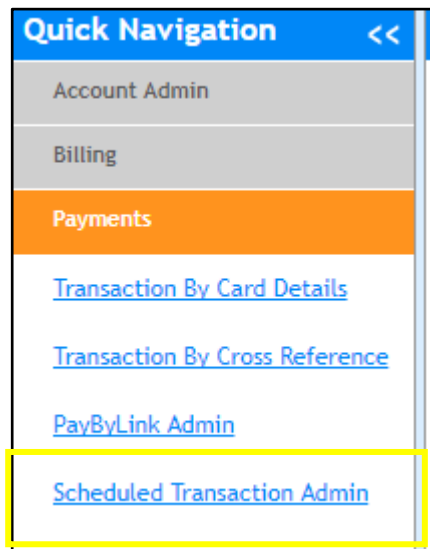 Quick Navigation <<
Account Admin
Billing
Payments
Transaction By Card Details
Transaction By Cross Reference
PayByLink Admin
Scheduled Transaction Admin